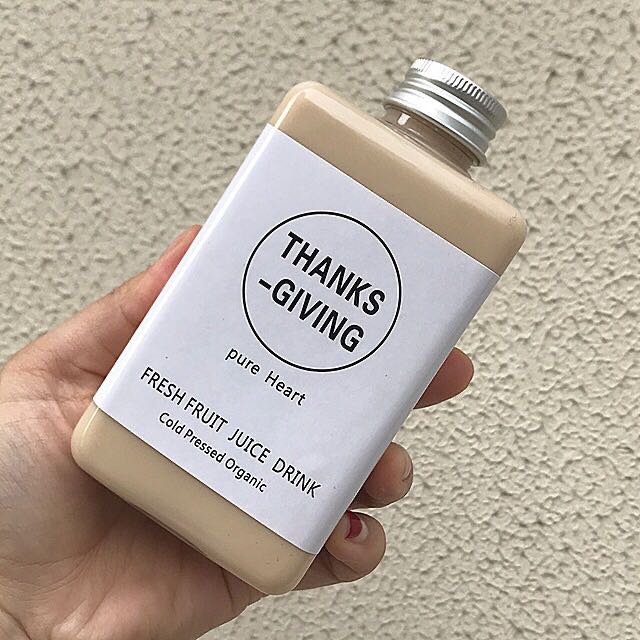 THANKS
-GIVING
pure Heart
FRESH FRUIT JUICE DRINK
Cold Pressed Organic